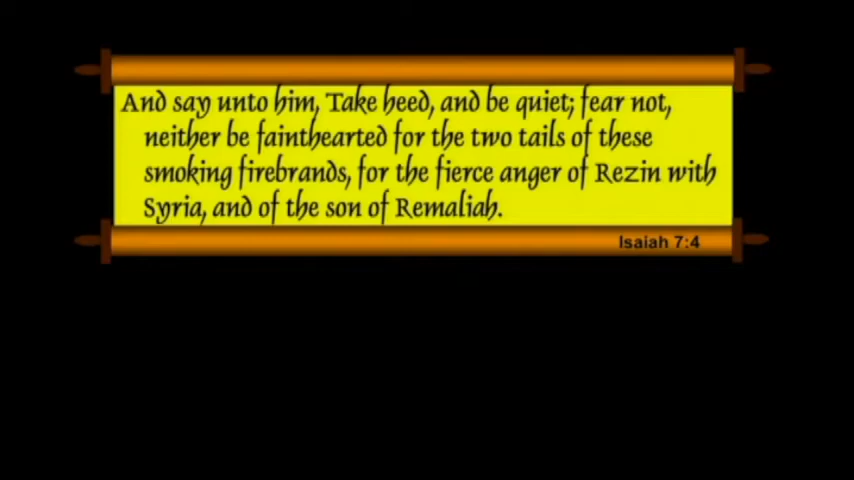 And say unto him, Take heed, and be quiet; fear not,
neither be fainthearted for the two tails of these
smoking firebrands, for the fierce anger of Rezin with
Syria, and of the son of Remaliah.
Isaiah 7:4